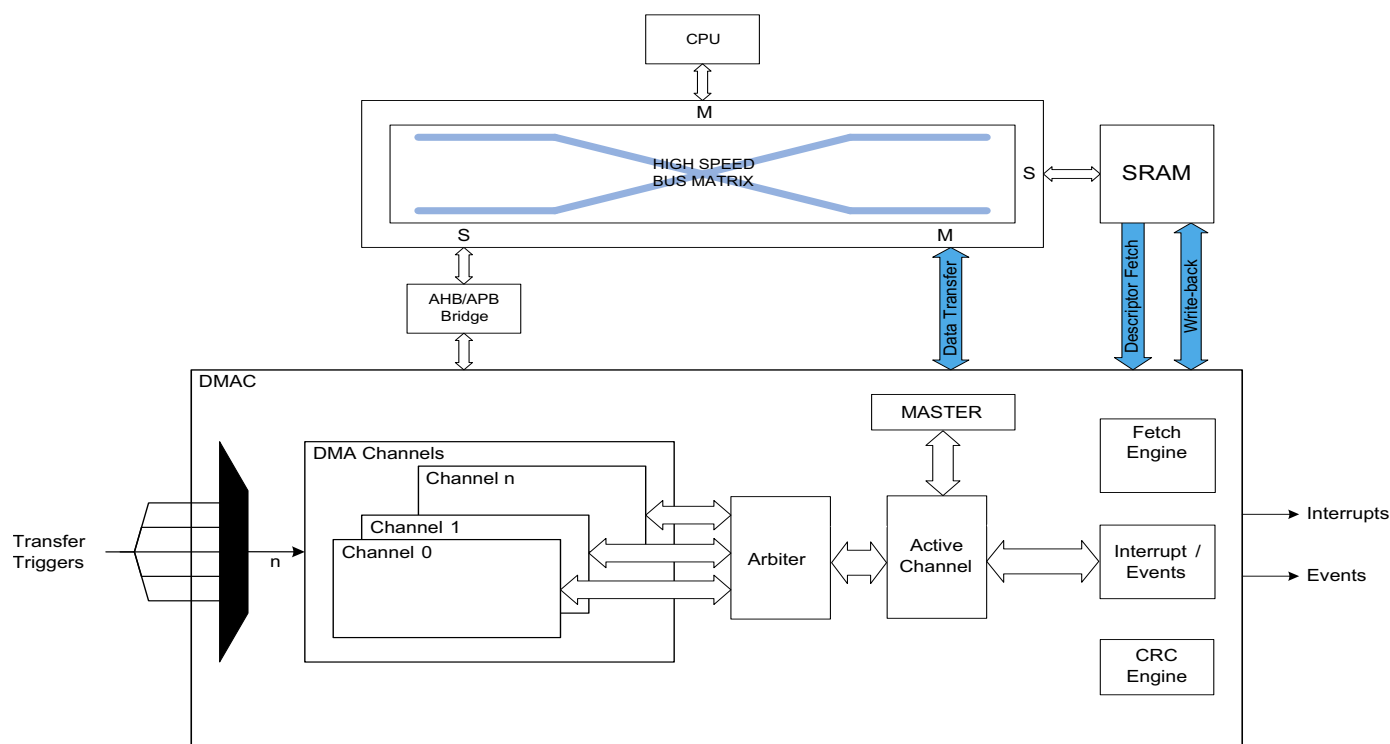 CPU
M
HIGH SPEED
BUS MATRIX
S
SRAM
S
M
AHB/APB
Bridge
Data Transfer
Descriptor Fetch
Write-back
DMAC
MASTER
DMA Channels
Fetch
Engine
Channel n
Channel 1
Channel 0
Transfer
Triggers
n
Arbiter
Active
Channel
Interrupt /
Events
Interrupts
Events
CRC
Engine